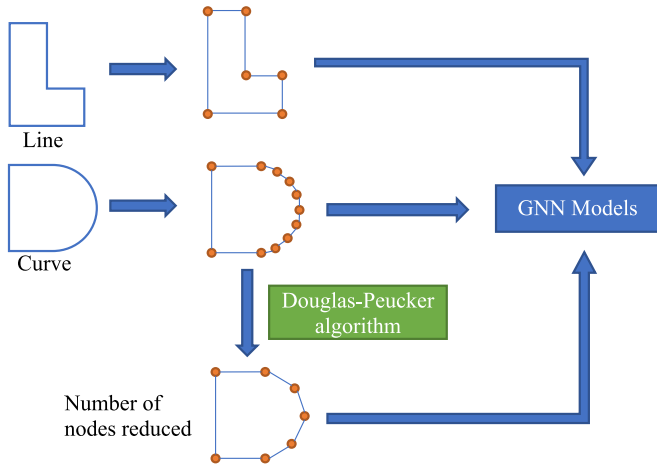 Line
Curve
GNN Models
Douglas-Peucker
algorithm
Number of
nodes reduced